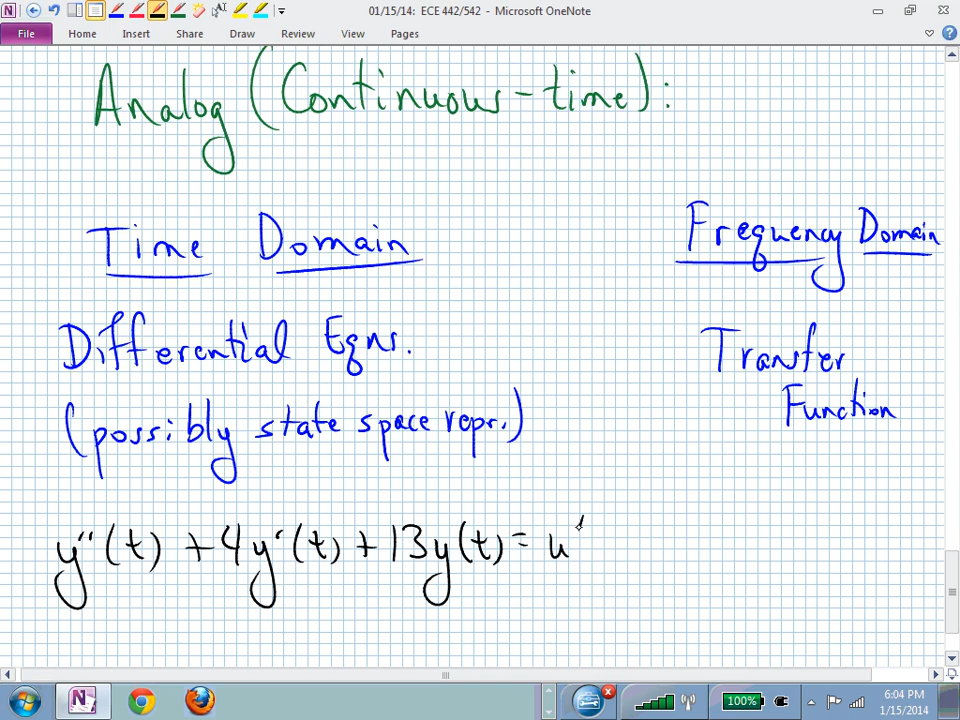 01/15/14: ECE 442/542 - Microsoft OneNote
File Home Insert Share Draw Review View Pages
Analog (Continuous-time):
Time Domain Frequency Domain
Differential Eqns. Transfer
(possibly state space repr.) Function
y''(t) + 4y'(t) + 13y(t) = u
100% 6:04 PM
1/15/2014